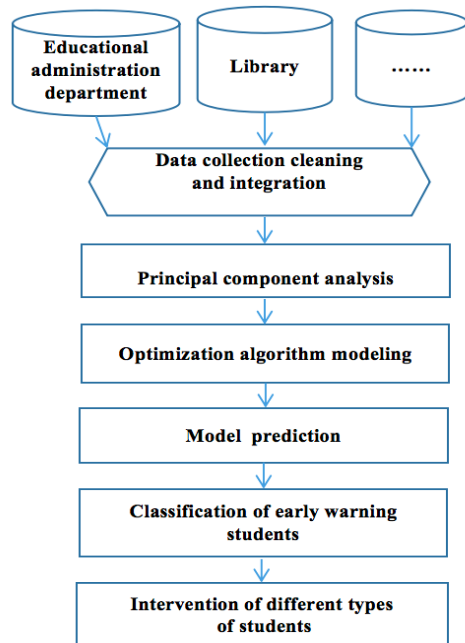 Educational
administration
department
Library
......
Data collection cleaning
and integration
Principal component analysis
Optimization algorithm modeling
Model prediction
Classification of early warning
students
Intervention of different types
of students